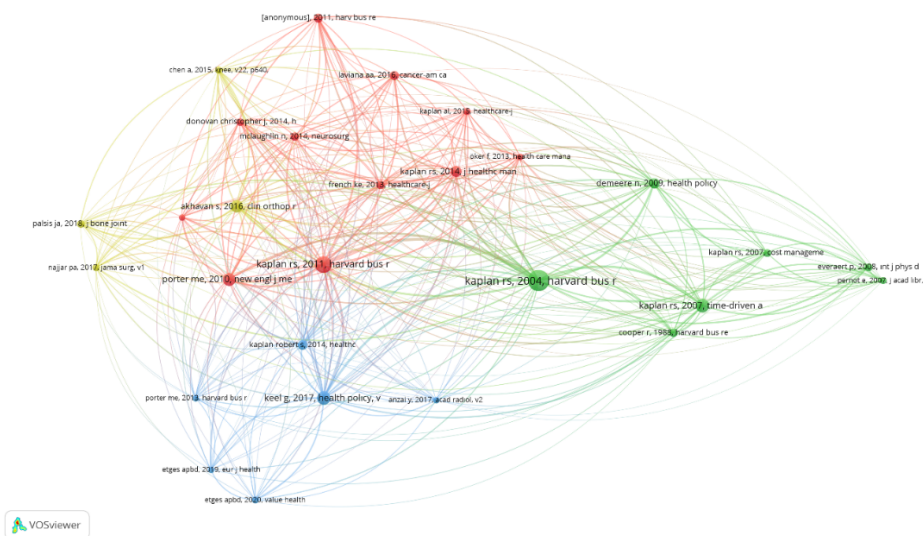 [anonymous], 2011, harv bus re
chen a, 2015, knee, v22, p640,
laviana aa, 2016, cancer-am ca
kaplan al, 2015, healthcare-j
donovan christopher j, 2014, h
mclaughlin n, 2014, neurosurg
oker f, 2013, health care mana
kaplan rs, 2014, j healthc man
french ke, 2013, healthcare-j
demeere n, 2009, health policy
akhavan s, 2016, clin orthop r
palsis ja, 2018, j bone joint
kaplan rs, 2007, cost manageme
kaplan rs, 2011, harvard bus r
najjar pa, 2017, jama surg, v1
everaert p, 2008, int j phys d
porter me, 2010, new engl j me
kaplan rs, 2004, harvard bus r
pernot e, 2007, j acad libr,
kaplan rs, 2007, time-driven a
cooper r, 1988, harvard bus re
kaplan robert s, 2014, healthc
porter me, 2013, harvard bus r
keel g, 2017, health policy, v
anzai y, 2017, acad radiol, v2
etges apbd, 2019, eur j health
etges apbd, 2020, value health
VOSviewer